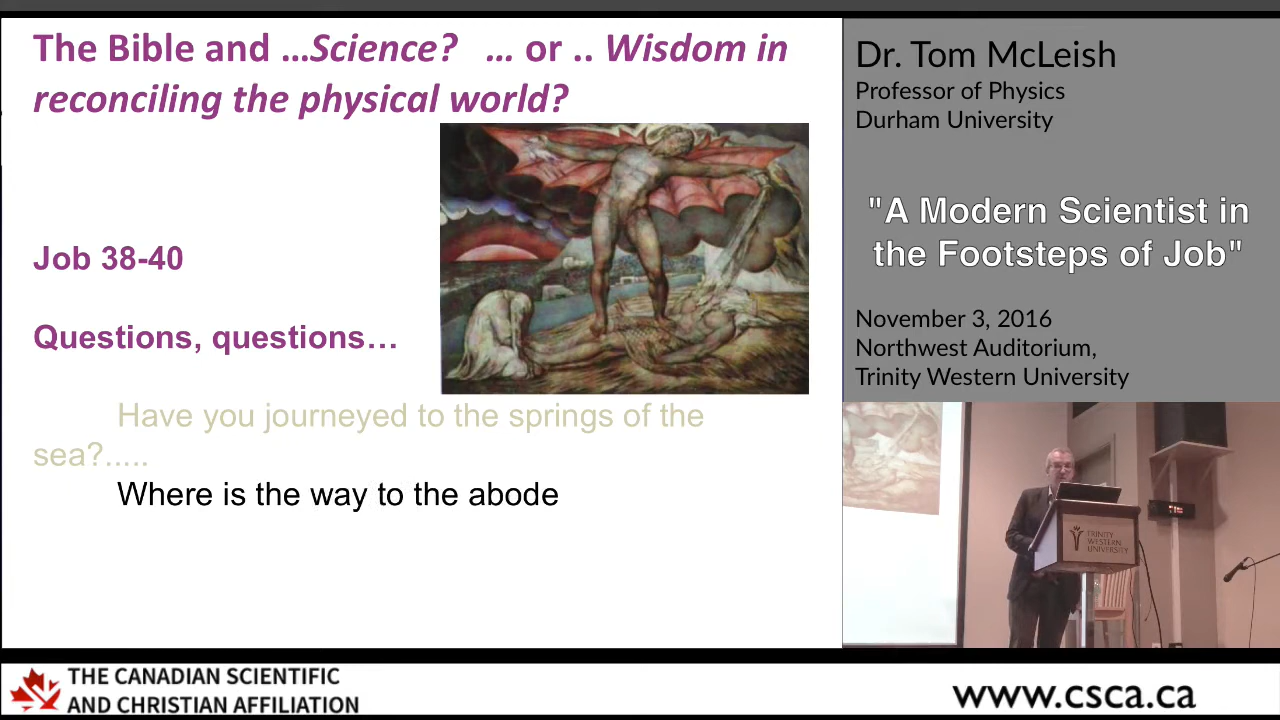 The Bible and ...Science? ... or .. Wisdom in
reconciling the physical world?
Job 38-40
Questions, questions…
Have you journeyed to the springs of the
sea?.....
Where is the way to the abode
Dr. Tom McLeish
Professor of Physics
Durham University
"A Modern Scientist in
the Footsteps of Job"
November 3, 2016
Northwest Auditorium,
Trinity Western University
TRINITY
WESTERN
UNIVERSITY
THE CANADIAN SCIENTIFIC
AND CHRISTIAN AFFILIATION
www.csca.ca